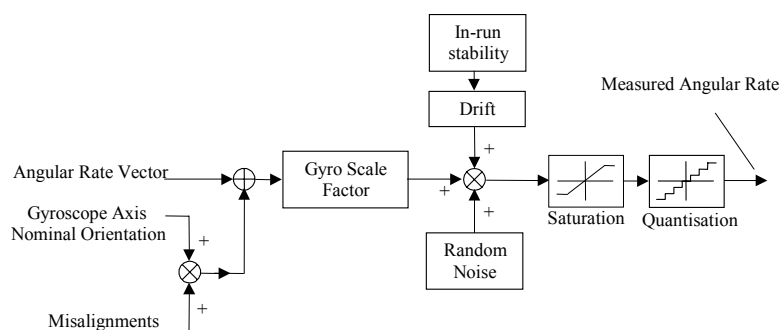 In-run
stability
Measured Angular Rate
Drift
+
Angular Rate Vector
Gyro Scale
Factor
+
Gyroscope Axis
Nominal Orientation
+
+
Saturation
Quantisation
Random
Noise
+
Misalignments